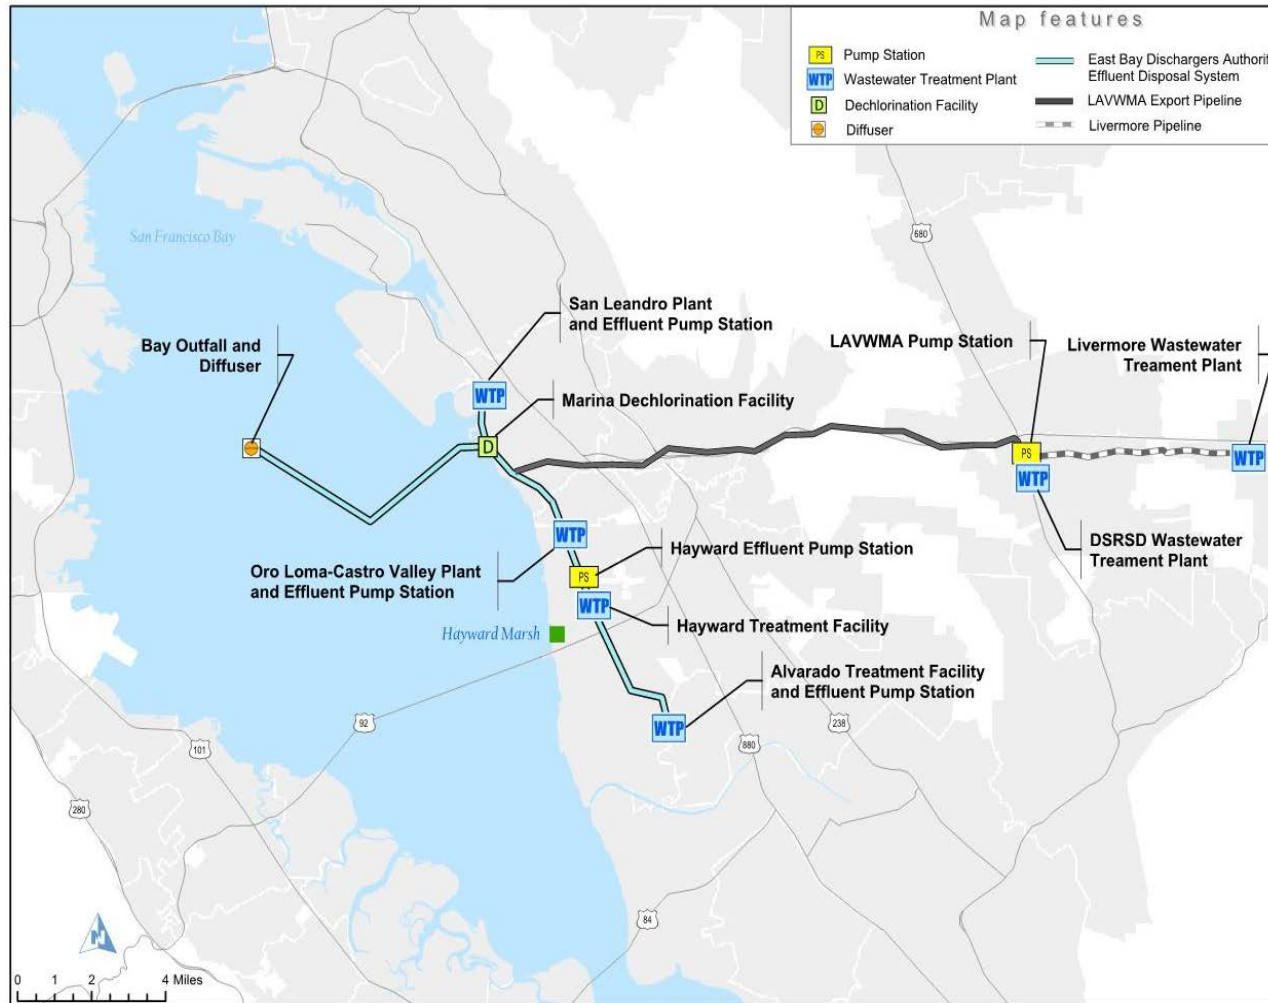 Map features
PS Pump Station
WTP Wastewater Treatment Plant
D Dechlorination Facility
Diffuser
East Bay Dischargers Authorit
Effluent Disposal System
LAVWMA Export Pipeline
Livermore Pipeline
680
San Francisco Bay
San Leandro Plant
and Effluent Pump Station
Bay Outfall and
Diffuser
LAVWMA Pump Station
Livermore Wastewater
Treament Plant
WTP
Marina Dechlorination Facility
D
PS
WTP
WTP
WTP
DSRSD Wastewater
Treament Plant
Hayward Effluent Pump Station
PS
Oro Loma-Castro Valley Plant
and Effluent Pump Station
WTP
Hayward Treatment Facility
Hayward Marsh
Alvarado Treatment Facility
and Effluent Pump Station
WTP
92
238
101
880
280
84
N
0 1 2 4 Miles